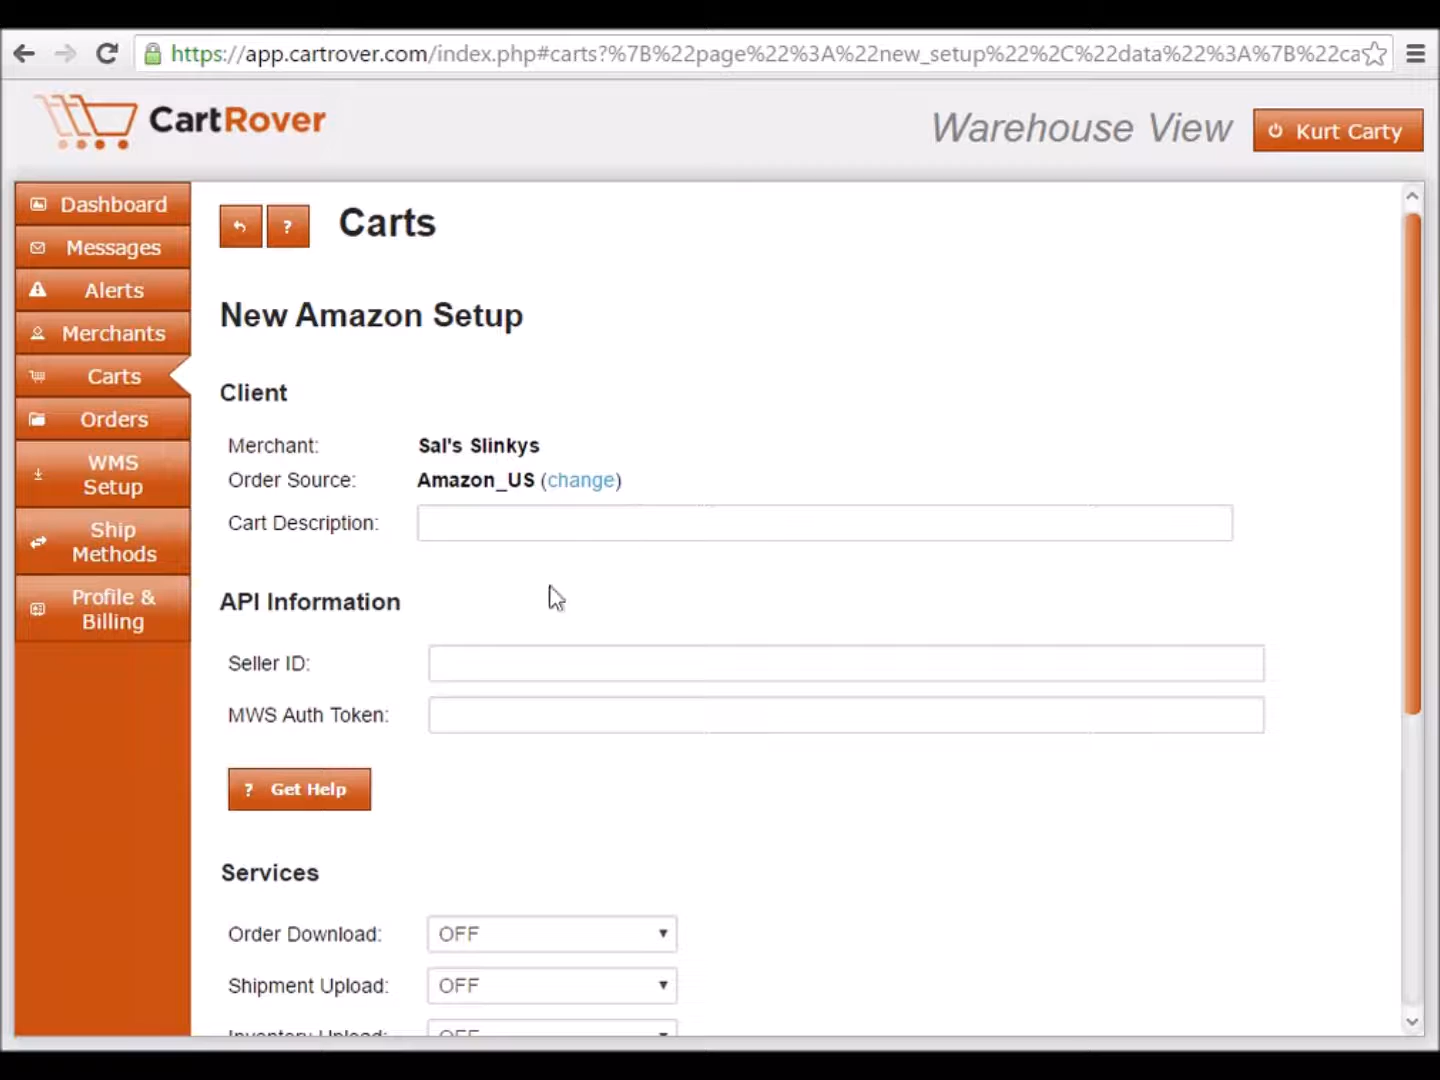 https://app.cartrover.com/index.php#carts?%7B%22page%22%3A%22new_setup%22%2C%22data%22%3A%7B%22ca
CartRover
Warehouse View
Kurt Carty
Dashboard
Messages
Alerts
Merchants
Carts
Orders
WMS
Setup
Ship
Methods
Profile &
Billing
? Carts
New Amazon Setup
Client
Merchant: Sal's Slinkys
Order Source: Amazon_US (change)
Cart Description:
API Information
Seller ID:
MWS Auth Token:
? Get Help
Services
Order Download: OFF
Shipment Upload: OFF
Inventory Upload: OFF